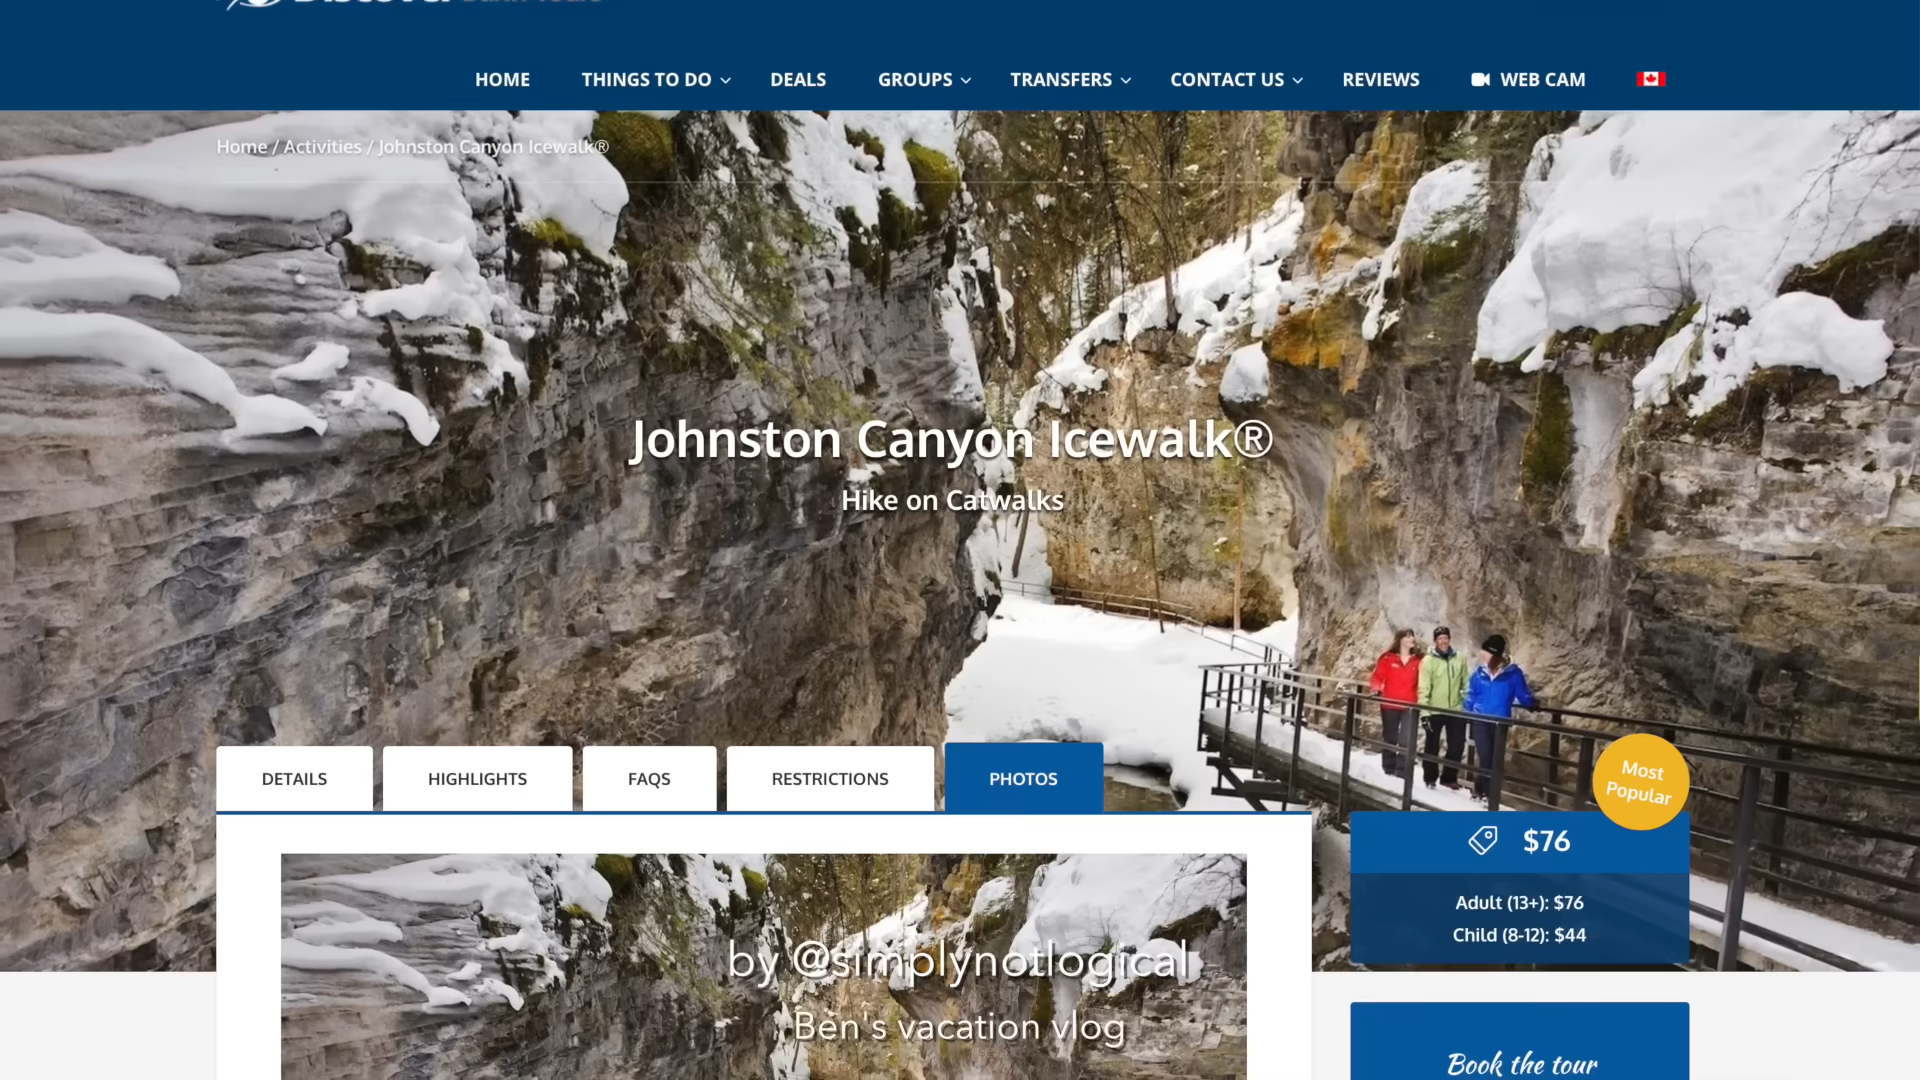 HOME THINGS TO DO DEALS GROUPS TRANSFERS CONTACT US REVIEWS WEB CAM
Home / Activities / Johnston Canyon Icewalk®
Johnston Canyon Icewalk®
Hike on Catwalks
DETAILS HIGHLIGHTS FAQS RESTRICTIONS PHOTOS
Most
Popular
$76
Adult (13+): $76
Child (8-12): $44
by @simplynotlogical
Ben's vacation vlog
Book the tour